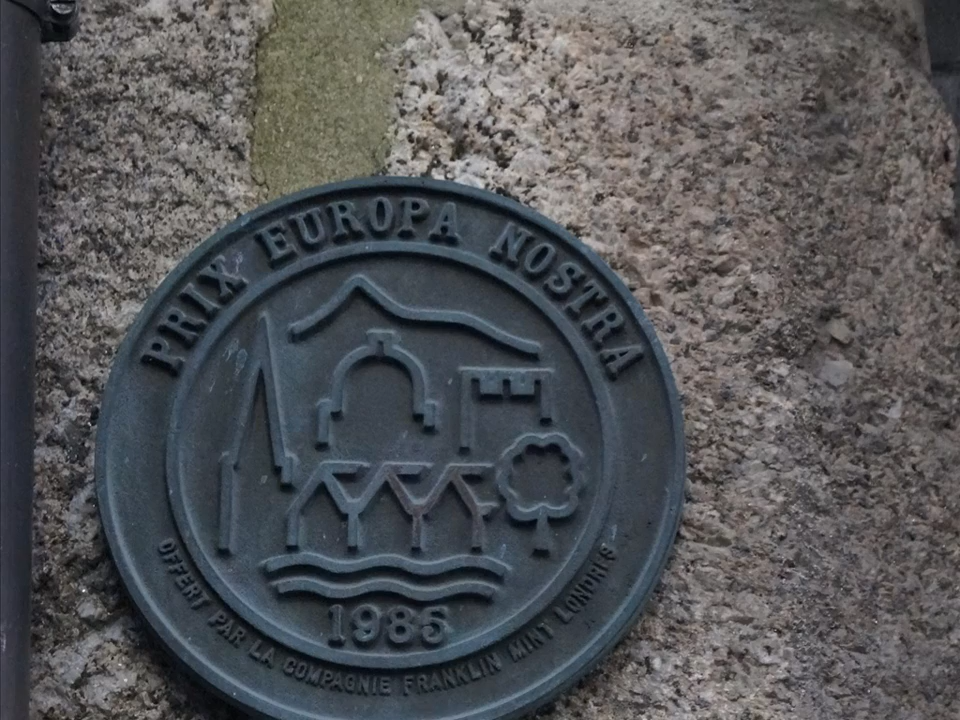 PRIX EUROPA NOSTRA
1985
OFFERT PAR LA COMPAGNIE FRANKLIN MINT LONDRES